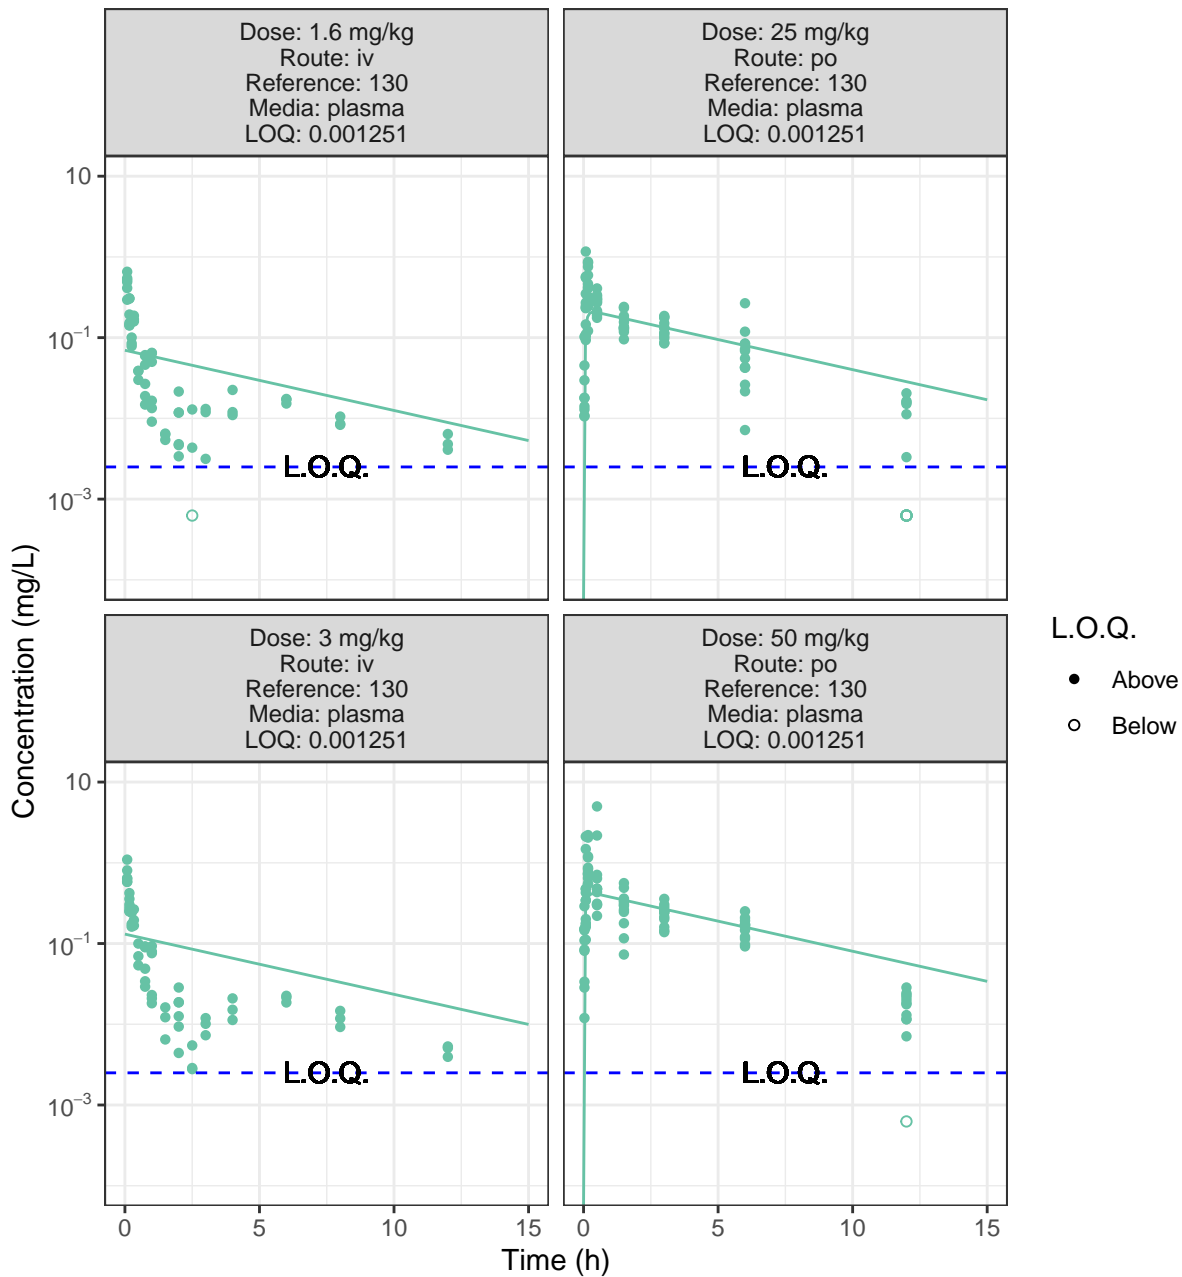 Dose: 1.6 mg/kg
Route: iv
Reference: 130
Media: plasma
LOQ: 0.001251
Dose: 25 mg/kg
Route: po
Reference: 130
Media: plasma
LOQ: 0.001251
10
10⁻¹
10⁻³
L.O.Q.
L.O.Q.
Dose: 3 mg/kg
Route: iv
Reference: 130
Media: plasma
LOQ: 0.001251
Dose: 50 mg/kg
Route: po
Reference: 130
Media: plasma
LOQ: 0.001251
10
10⁻¹
10⁻³
L.O.Q.
L.O.Q.
0 5 10 15
0 5 10 15
Time (h)
Concentration (mg/L)
L.O.Q.
Above
Below